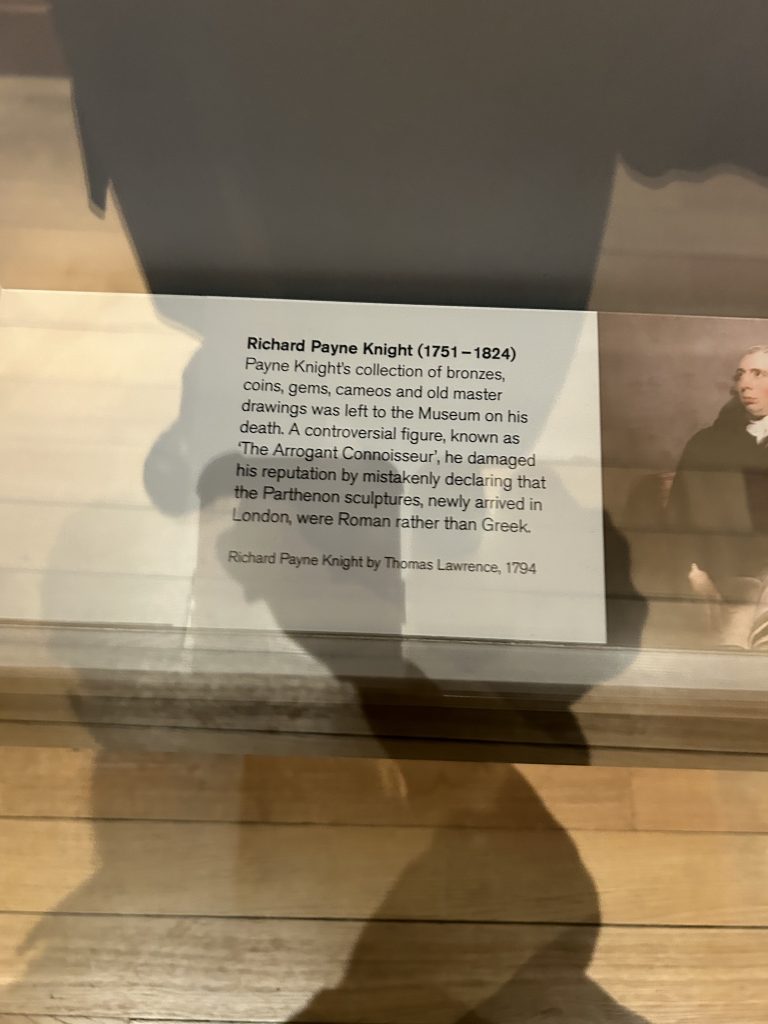 Richard Payne Knight (1751–1824)
Payne Knight's collection of bronzes,
coins, gems, cameos and old master
drawings was left to the Museum on his
death. A controversial figure, known as
'The Arrogant Connoisseur', he damaged
his reputation by mistakenly declaring that
the Parthenon sculptures, newly arrived in
London, were Roman rather than Greek.
Richard Payne Knight by Thomas Lawrence, 1794